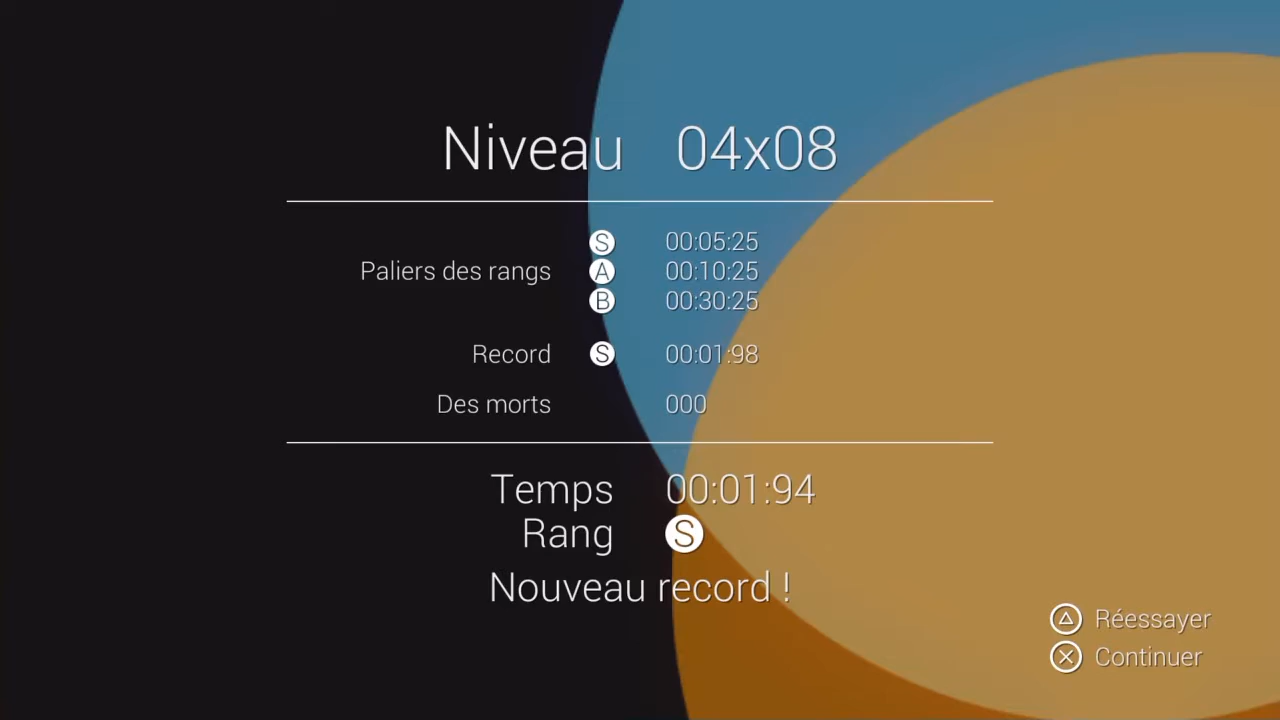 Niveau 04x08
S 00:05:25
Paliers des rangs A 00:10:25
B 00:30:25
Record S 00:01:98
Des morts 000
Temps 00:01:94
Rang S
Nouveau record !
Réessayer
Continuer